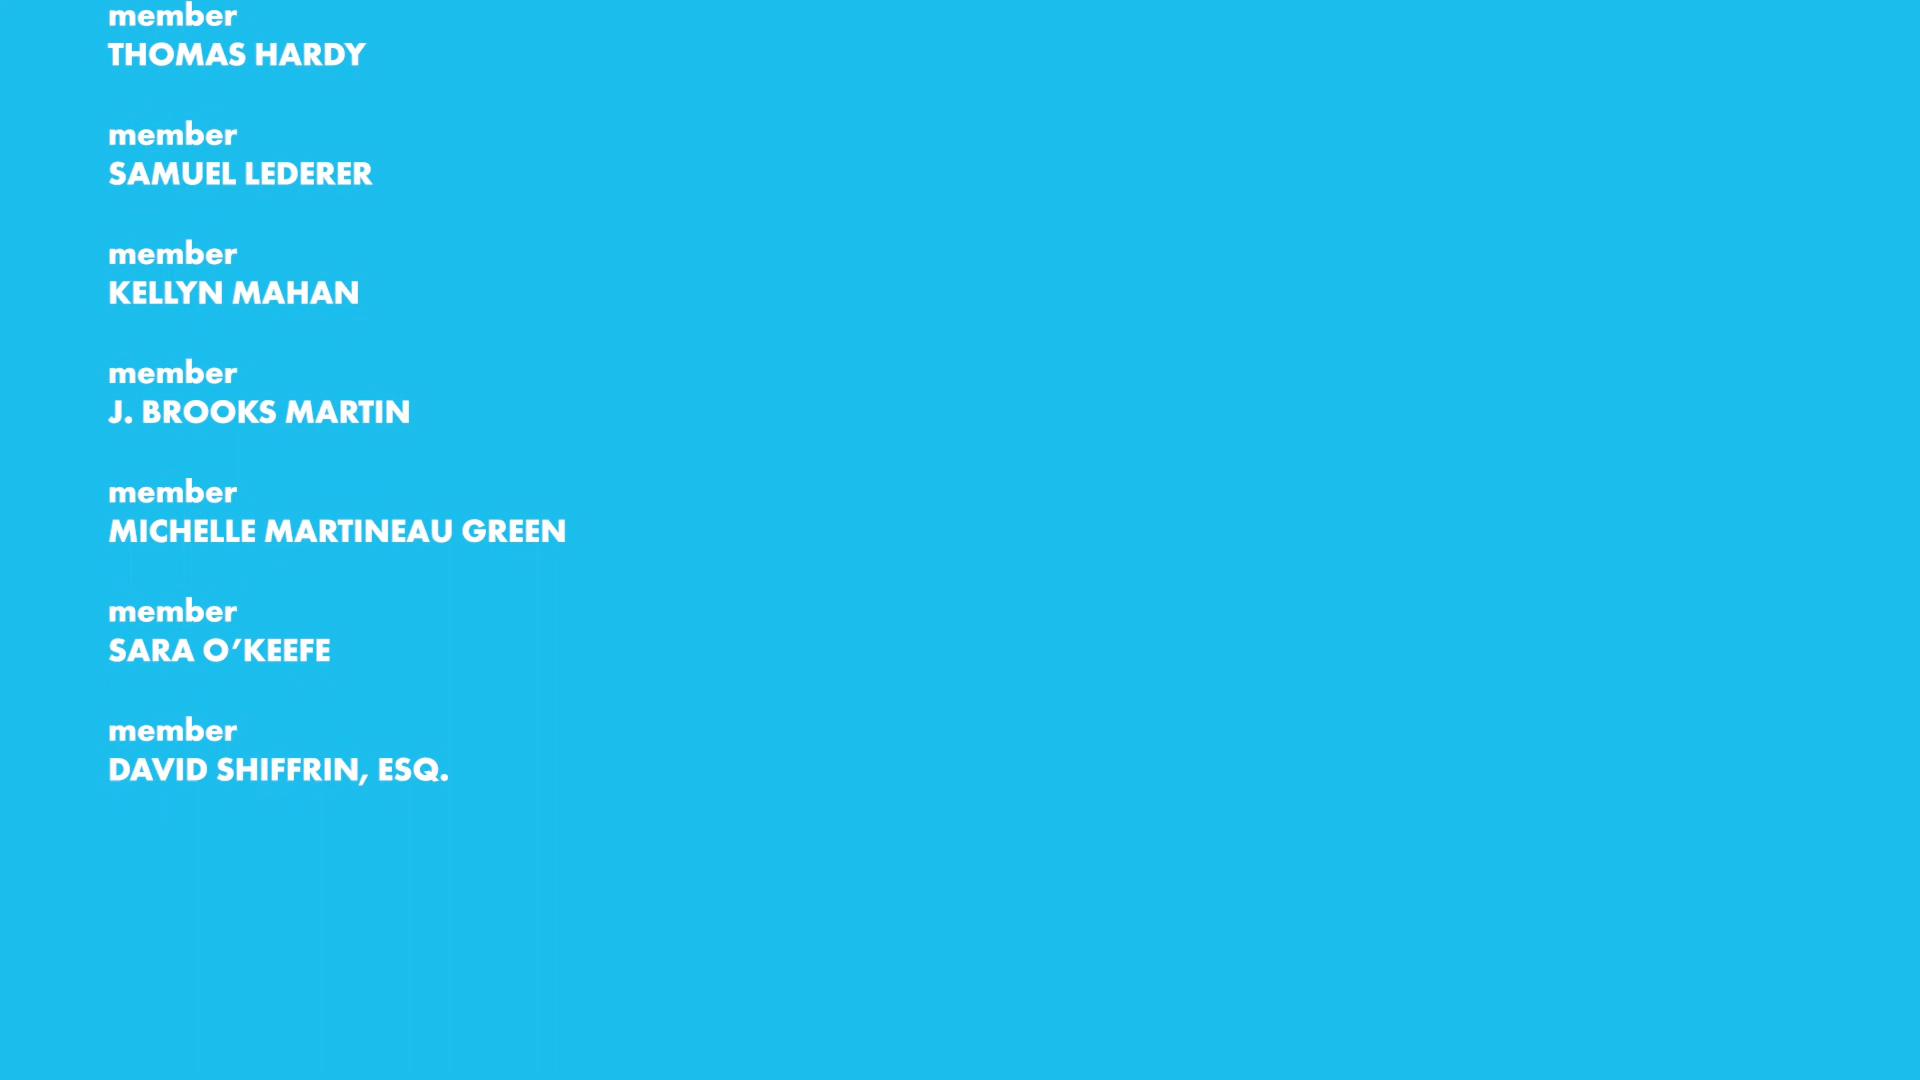 member
THOMAS HARDY
member
SAMUEL LEDERER
member
KELLYN MAHAN
member
J. BROOKS MARTIN
member
MICHELLE MARTINEAU GREEN
member
SARA O’KEEFE
member
DAVID SHIFFRIN, ESQ.